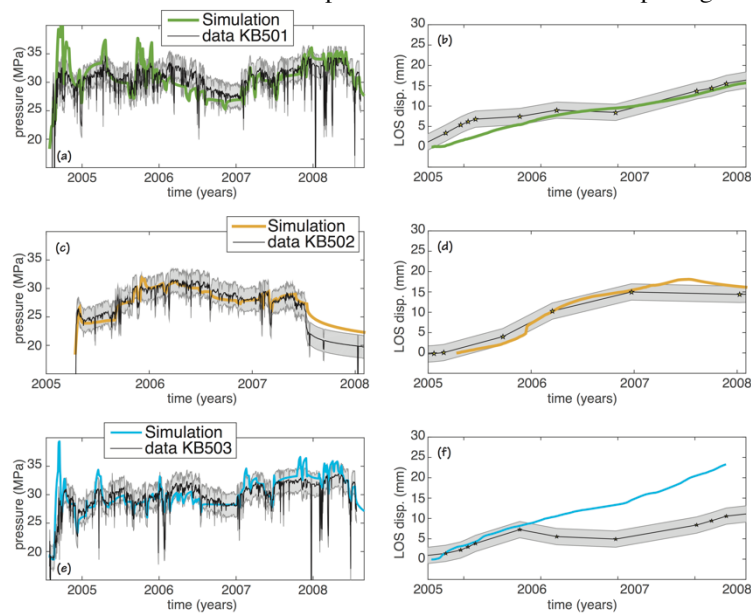 Simulation
data KB501
pressure (MPa)
35
30
25
20
(a)
2005 2006 2007 2008
time (years)
(b)
LOS disp. (mm)
30
25
20
15
10
5
0
2005 2006 2007 2008
time (years)
Simulation
data KB502
(c)
pressure (MPa)
35
30
25
20
2005 2006 2007 2008
time (years)
(d)
LOS disp. (mm)
30
25
20
15
10
5
0
2005 2006 2007 2008
time (years)
Simulation
data KB503
pressure (MPa)
35
30
25
20
(e)
2005 2006 2007 2008
time (years)
(f)
LOS disp. (mm)
30
25
20
15
10
5
0
2005 2006 2007 2008
time (years)